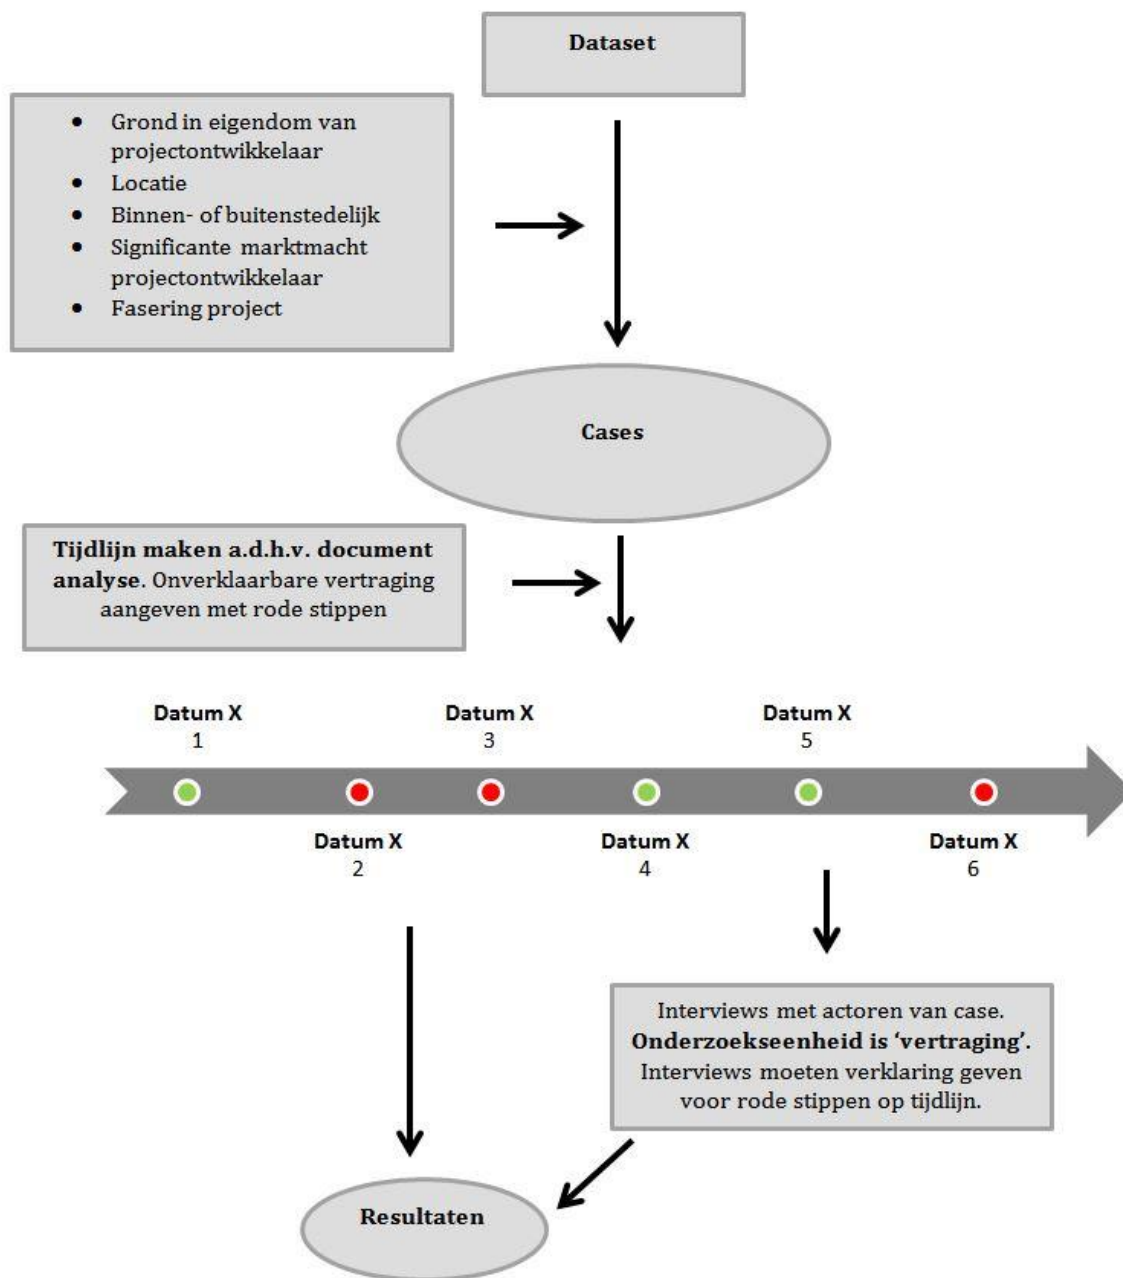 Dataset
• Grond in eigendom van
projectontwikkelaar
• Locatie
• Binnen- of buitenstedelijk
• Significante marktmacht
projectontwikkelaar
• Fasering project
Cases
Tijdlijn maken a.d.h.v. document
analyse. Onverklaarbare vertraging
aangeven met rode stippen
Datum X
1
Datum X
3
Datum X
5
Datum X
2
Datum X
4
Datum X
6
Interviews met actoren van case.
Onderzoekseenheid is ‘vertraging’.
Interviews moeten verklaring geven
voor rode stippen op tijdlijn.
Resultaten